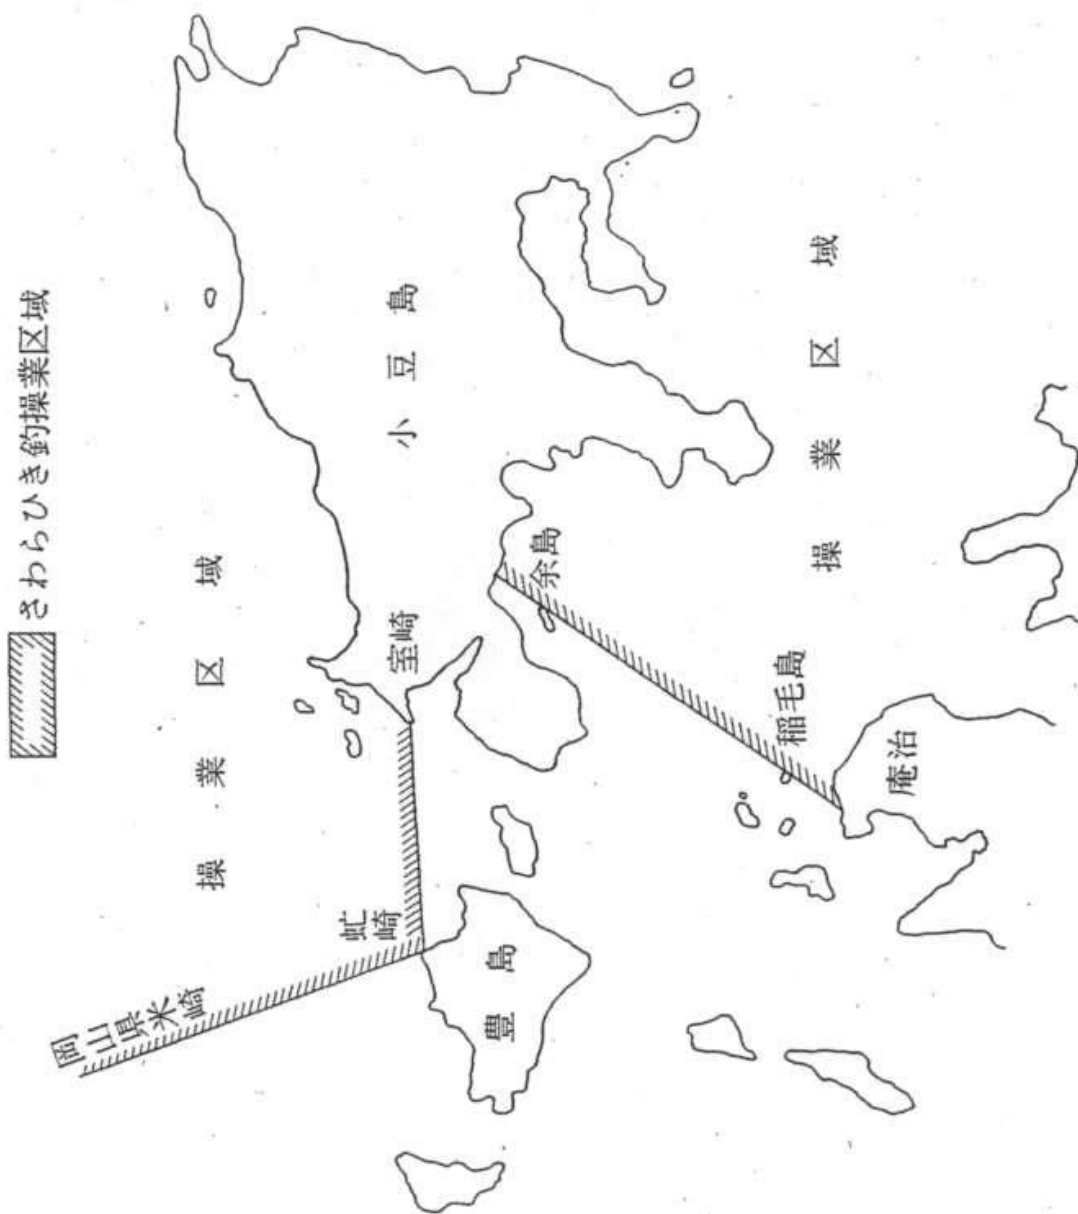 さわらひき釣操業区域
岡山県米崎
操業区域
虻崎
室崎
小豆島
豊島
余島
稲毛島
庵治
操業区域